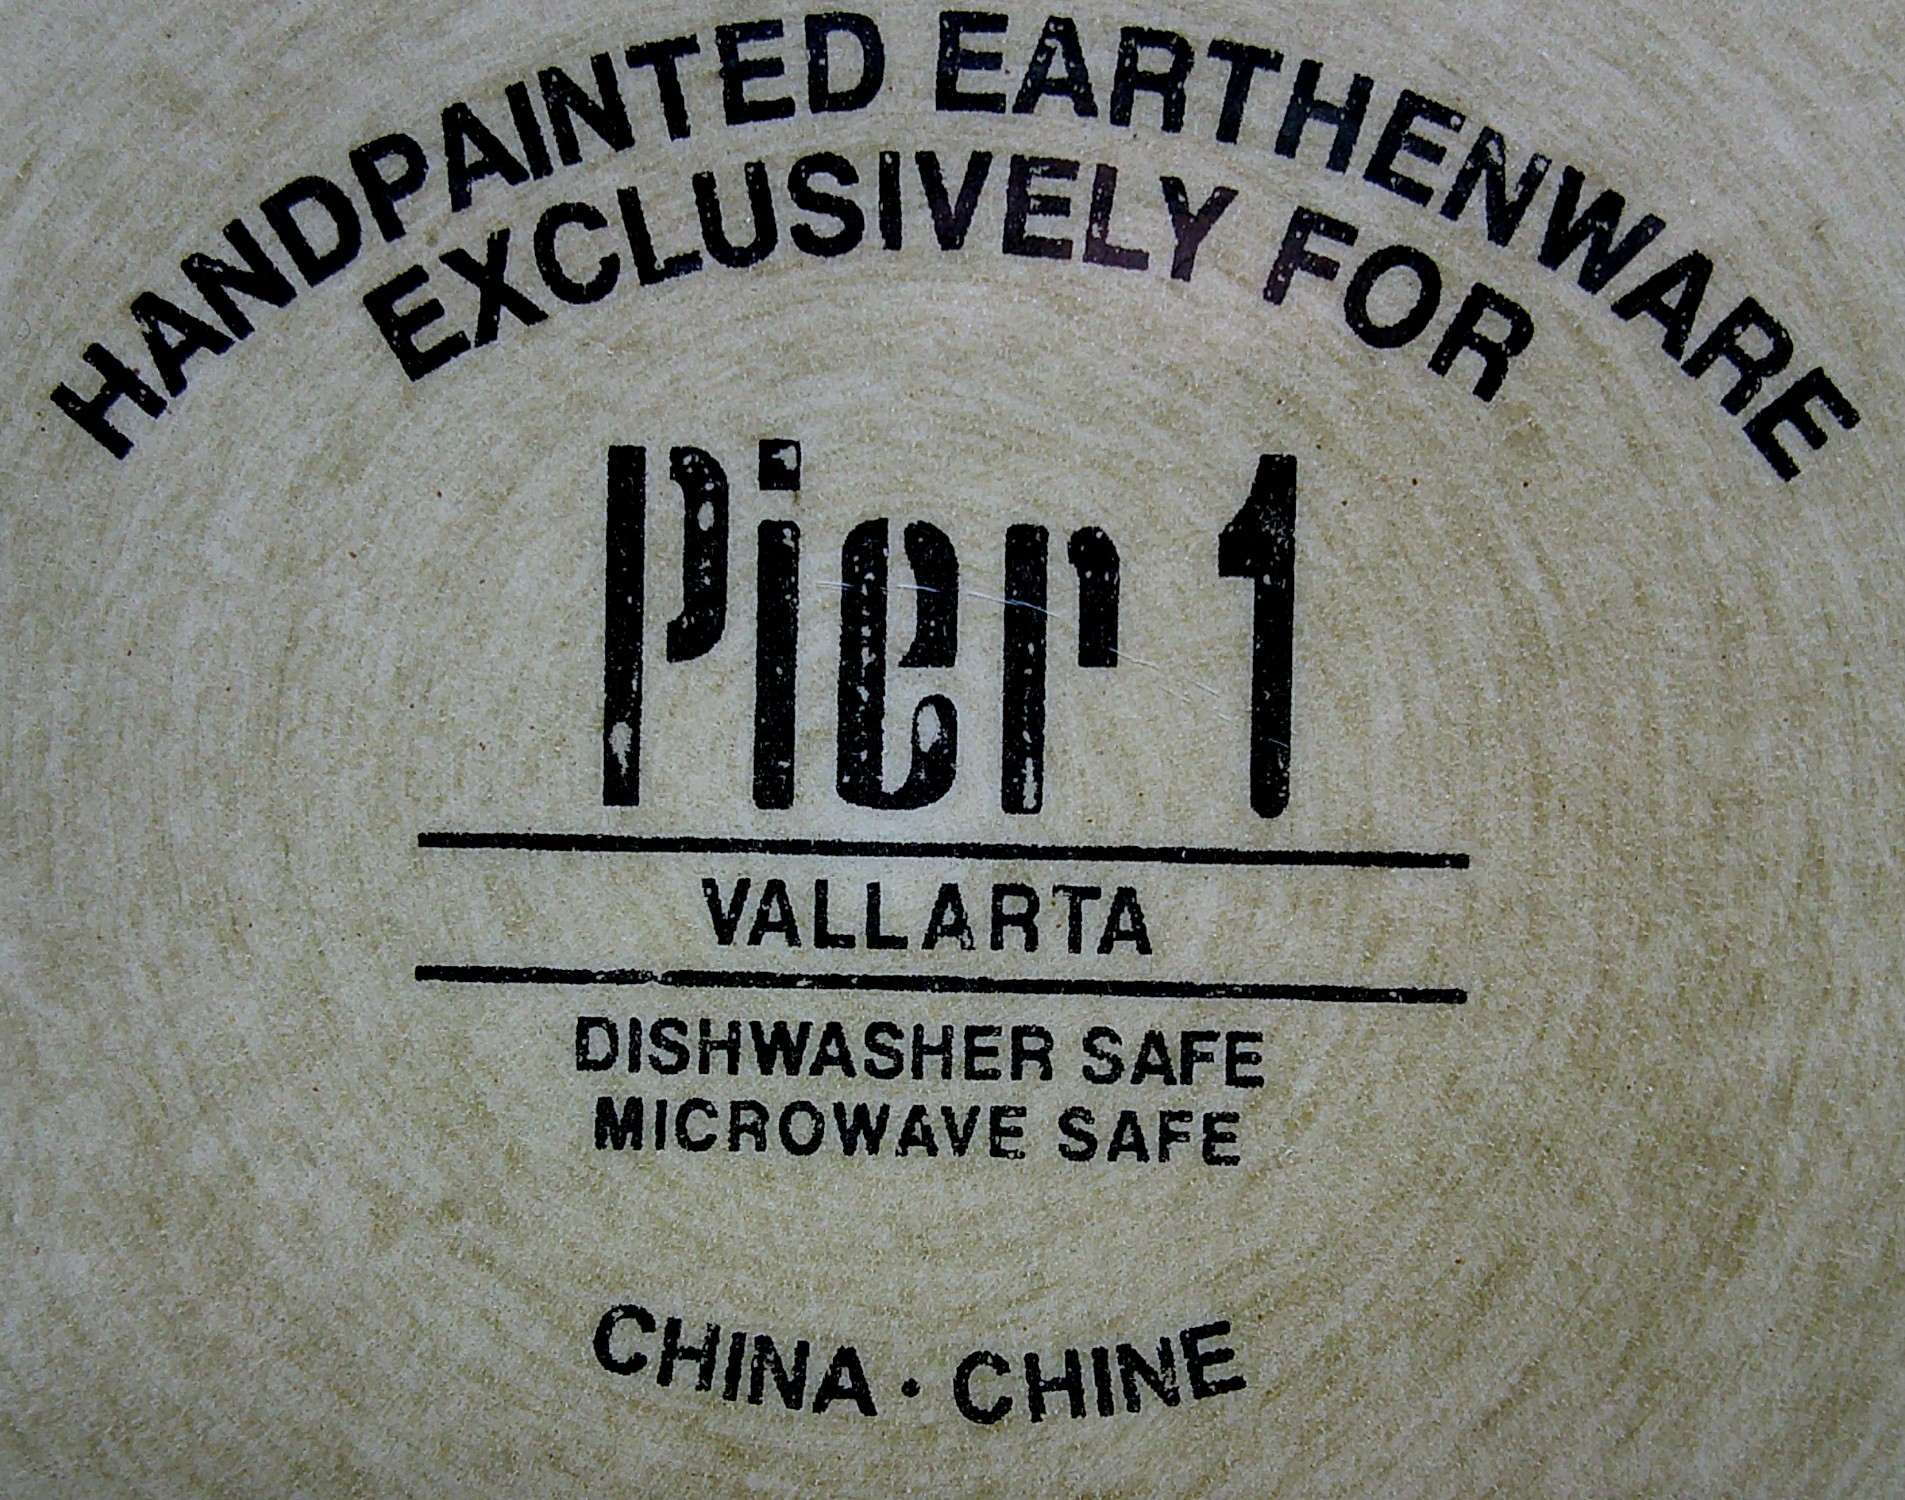 HANDPAINTED EARTHENWARE
EXCLUSIVELY FOR
Pier 1
VALLARTA
DISHWASHER SAFE
MICROWAVE SAFE
CHINA · CHINE